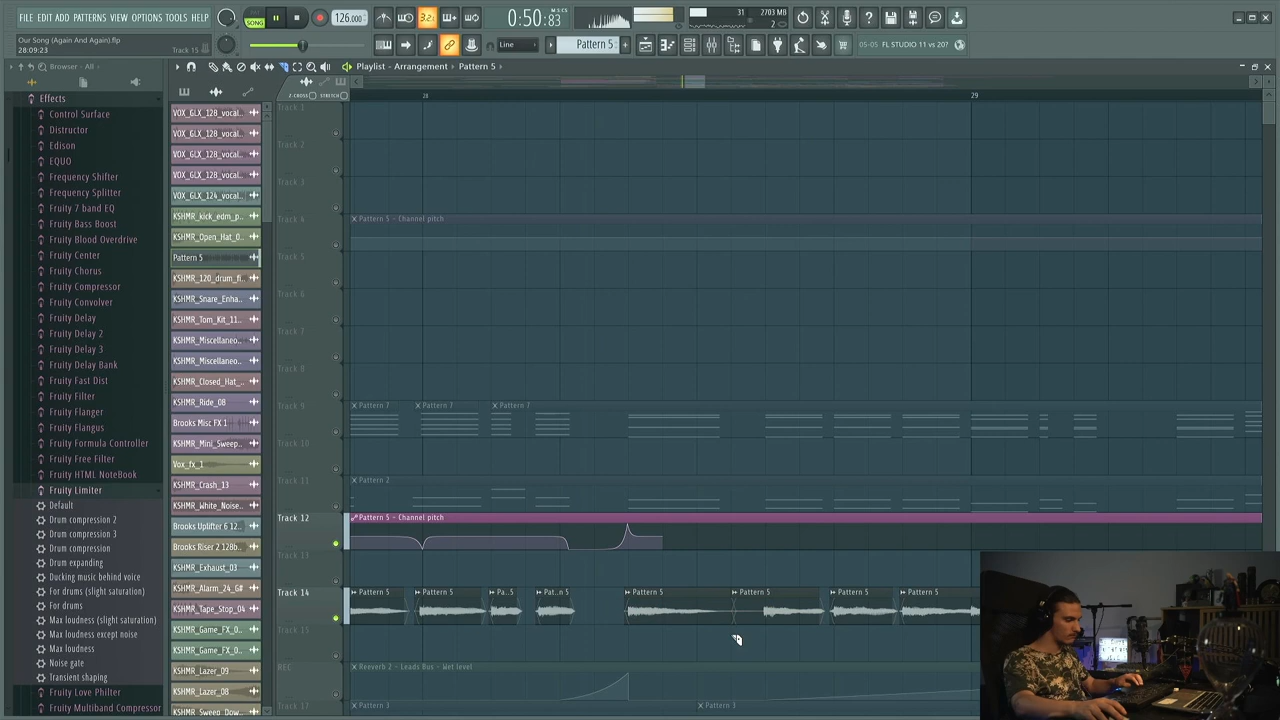 FILE EDIT ADD PATTERNS VIEW OPTIONS TOOLS HELP
SONG
3.2.
126.000
0:50:83
M:S:CS
31
2703 MB
2
Our Song (Again And Again).flp
28:09:23
Track 15
Line
Pattern 5
05-05 FL STUDIO 11 vs 20?
Browser - All
Playlist - Arrangement › Pattern 5 ›
Effects
Control Surface
Distructor
Edison
EQUO
Frequency Shifter
Frequency Splitter
Fruity 7 band EQ
Fruity Bass Boost
Fruity Blood Overdrive
Fruity Center
Fruity Chorus
Fruity Compressor
Fruity Convolver
Fruity Delay
Fruity Delay 2
Fruity Delay 3
Fruity Delay Bank
Fruity Fast Dist
Fruity Filter
Fruity Flanger
Fruity Flangus
Fruity Formula Controller
Fruity Free Filter
Fruity HTML NoteBook
Fruity Limiter
Default
Drum compression 2
Drum compression 3
Drum compression
Drum expanding
Ducking music behind voice
For drums (slight saturation)
For drums
Max loudness (slight saturation)
Max loudness except noise
Max loudness
Noise gate
Transient shaping
Fruity Love Philter
Fruity Multiband Compressor
VOX_GLX_128_vocal..
VOX_GLX_128_vocal..
VOX_GLX_128_vocal..
VOX_GLX_128_vocal..
VOX_GLX_124_vocal..
KSHMR_kick_edm_p..
KSHMR_Open_Hat_0..
Pattern 5
KSHMR_120_drum_fi..
KSHMR_Snare_Enha..
KSHMR_Tom_Kit_11..
KSHMR_Miscellaneo..
KSHMR_Miscellaneo..
KSHMR_Closed_Hat_..
KSHMR_Ride_08
Brooks Misc FX 1
KSHMR_Mini_Sweep..
Vox_fx_1
KSHMR_Crash_13
KSHMR_White_Noise..
Brooks Uplifter 6 12..
Brooks Riser 2 128b..
KSHMR_Exhaust_03
KSHMR_Alarm_24_G#
KSHMR_Tape_Stop_04
KSHMR_Game_FX_0..
KSHMR_Game_FX_0..
KSHMR_Lazer_09
KSHMR_Lazer_08
KSHMR_Sweep_Dow..
Z.CROSS
STRETCH
28
29
Track 1
Track 2
Track 3
Track 4
Pattern 5 - Channel pitch
Track 5
Track 6
Track 7
Track 8
Track 9
Pattern 7
Pattern 7
Pattern 7
Track 10
Track 11
Pattern 2
Track 12
Pattern 5 - Channel pitch
Track 13
Track 14
Pattern 5
Pattern 5
Pa..5
Pat..n 5
Pattern 5
Pattern 5
Pattern 5
Pattern 5
Track 15
REC
Reeverb 2 - Leads Bus - Wet level
Track 17
Pattern 3
Pattern 3